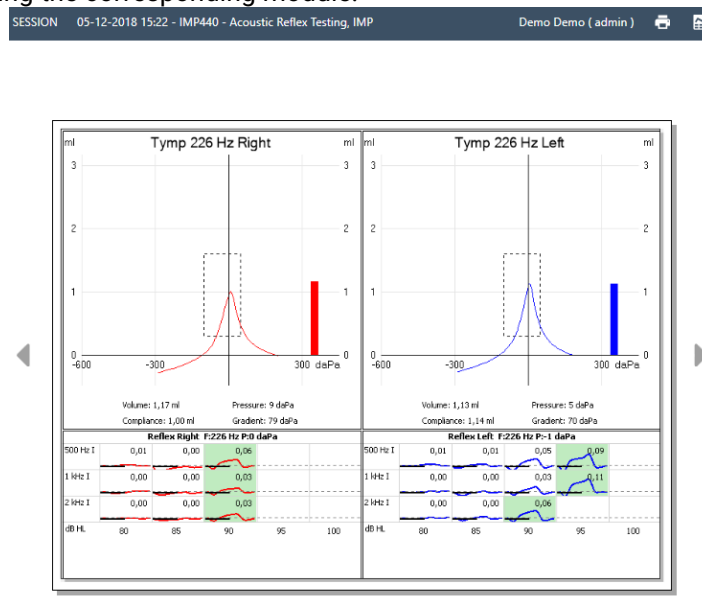 ing the corresponding module.
SESSION 05-12-2018 15:22 - IMP440 - Acoustic Reflex Testing, IMP Demo Demo ( admin )
ml Tymp 226 Hz Right ml
3 3
2 2
1 1
0 0
-600 -300 300 daPa
Volume: 1,17 ml Pressure: 9 daPa
Compliance: 1,00 ml Gradient: 79 daPa
ml Tymp 226 Hz Left ml
3 3
2 2
1 1
0 0
-600 -300 300 daPa
Volume: 1,13 ml Pressure: 5 daPa
Compliance: 1,14 ml Gradient: 70 daPa
Reflex Right F:226 Hz P:0 daPa
500 Hz I 0,01 0,00 0,06
1 kHz I 0,00 0,00 0,03
2 kHz I 0,00 0,00 0,03
dB HL 80 85 90 95 100
Reflex Left F:226 Hz P:-1 daPa
500 Hz I 0,01 0,01 0,05 0,09
1 kHz I 0,00 0,00 0,03 0,11
2 kHz I 0,00 0,00 0,06
dB HL 80 85 90 95 100